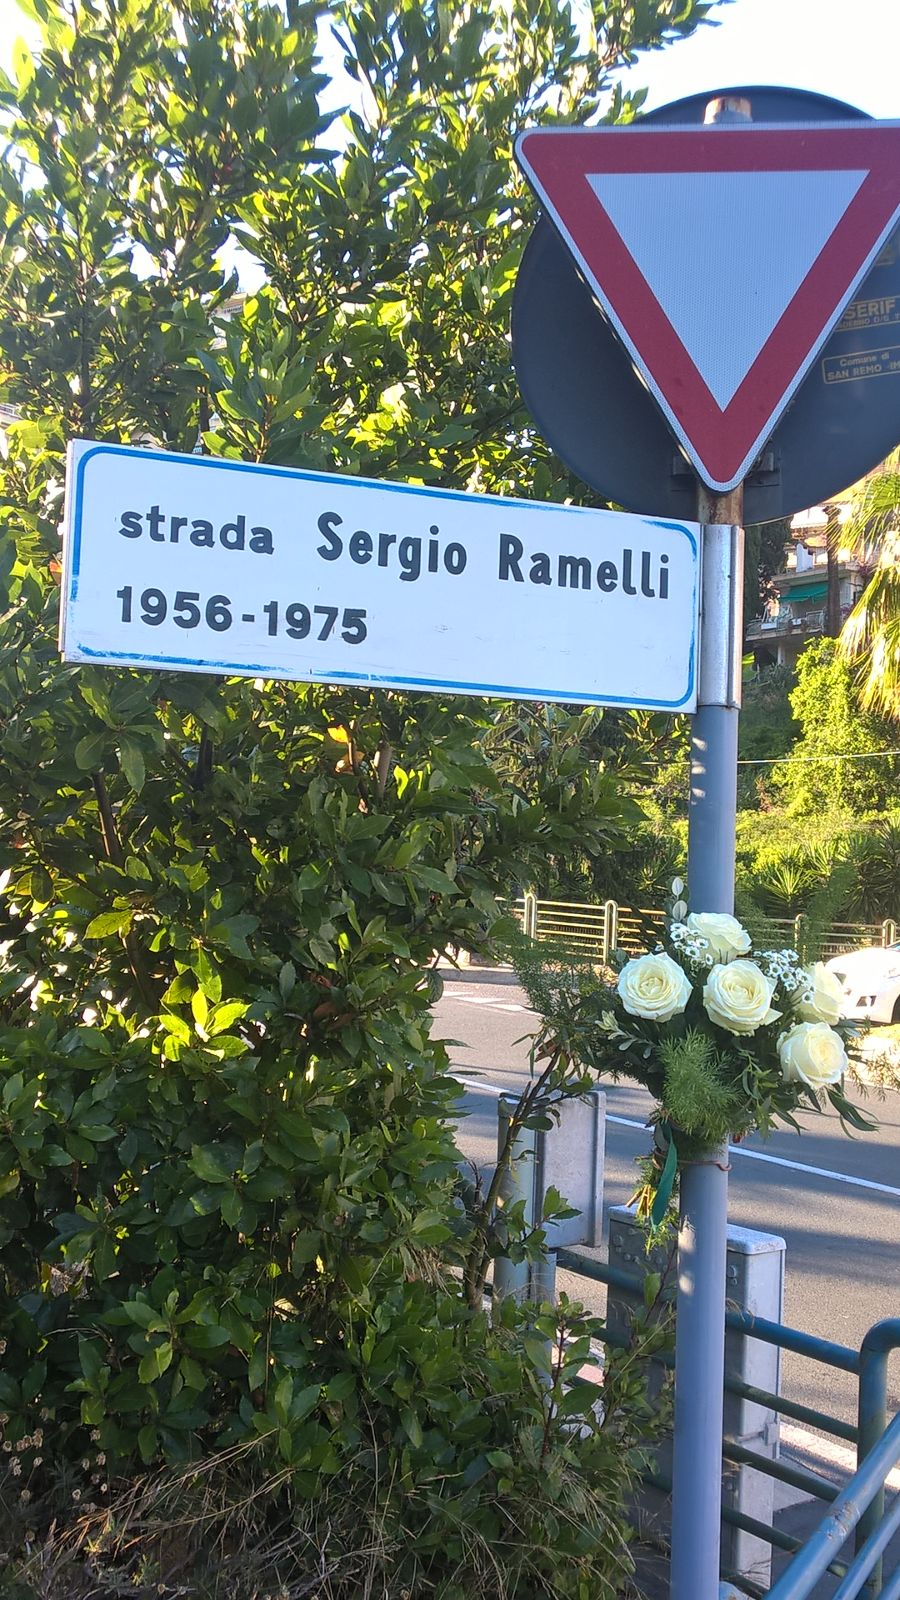 SERIF
Comune di
SAN REMO
strada Sergio Ramelli
1956-1975